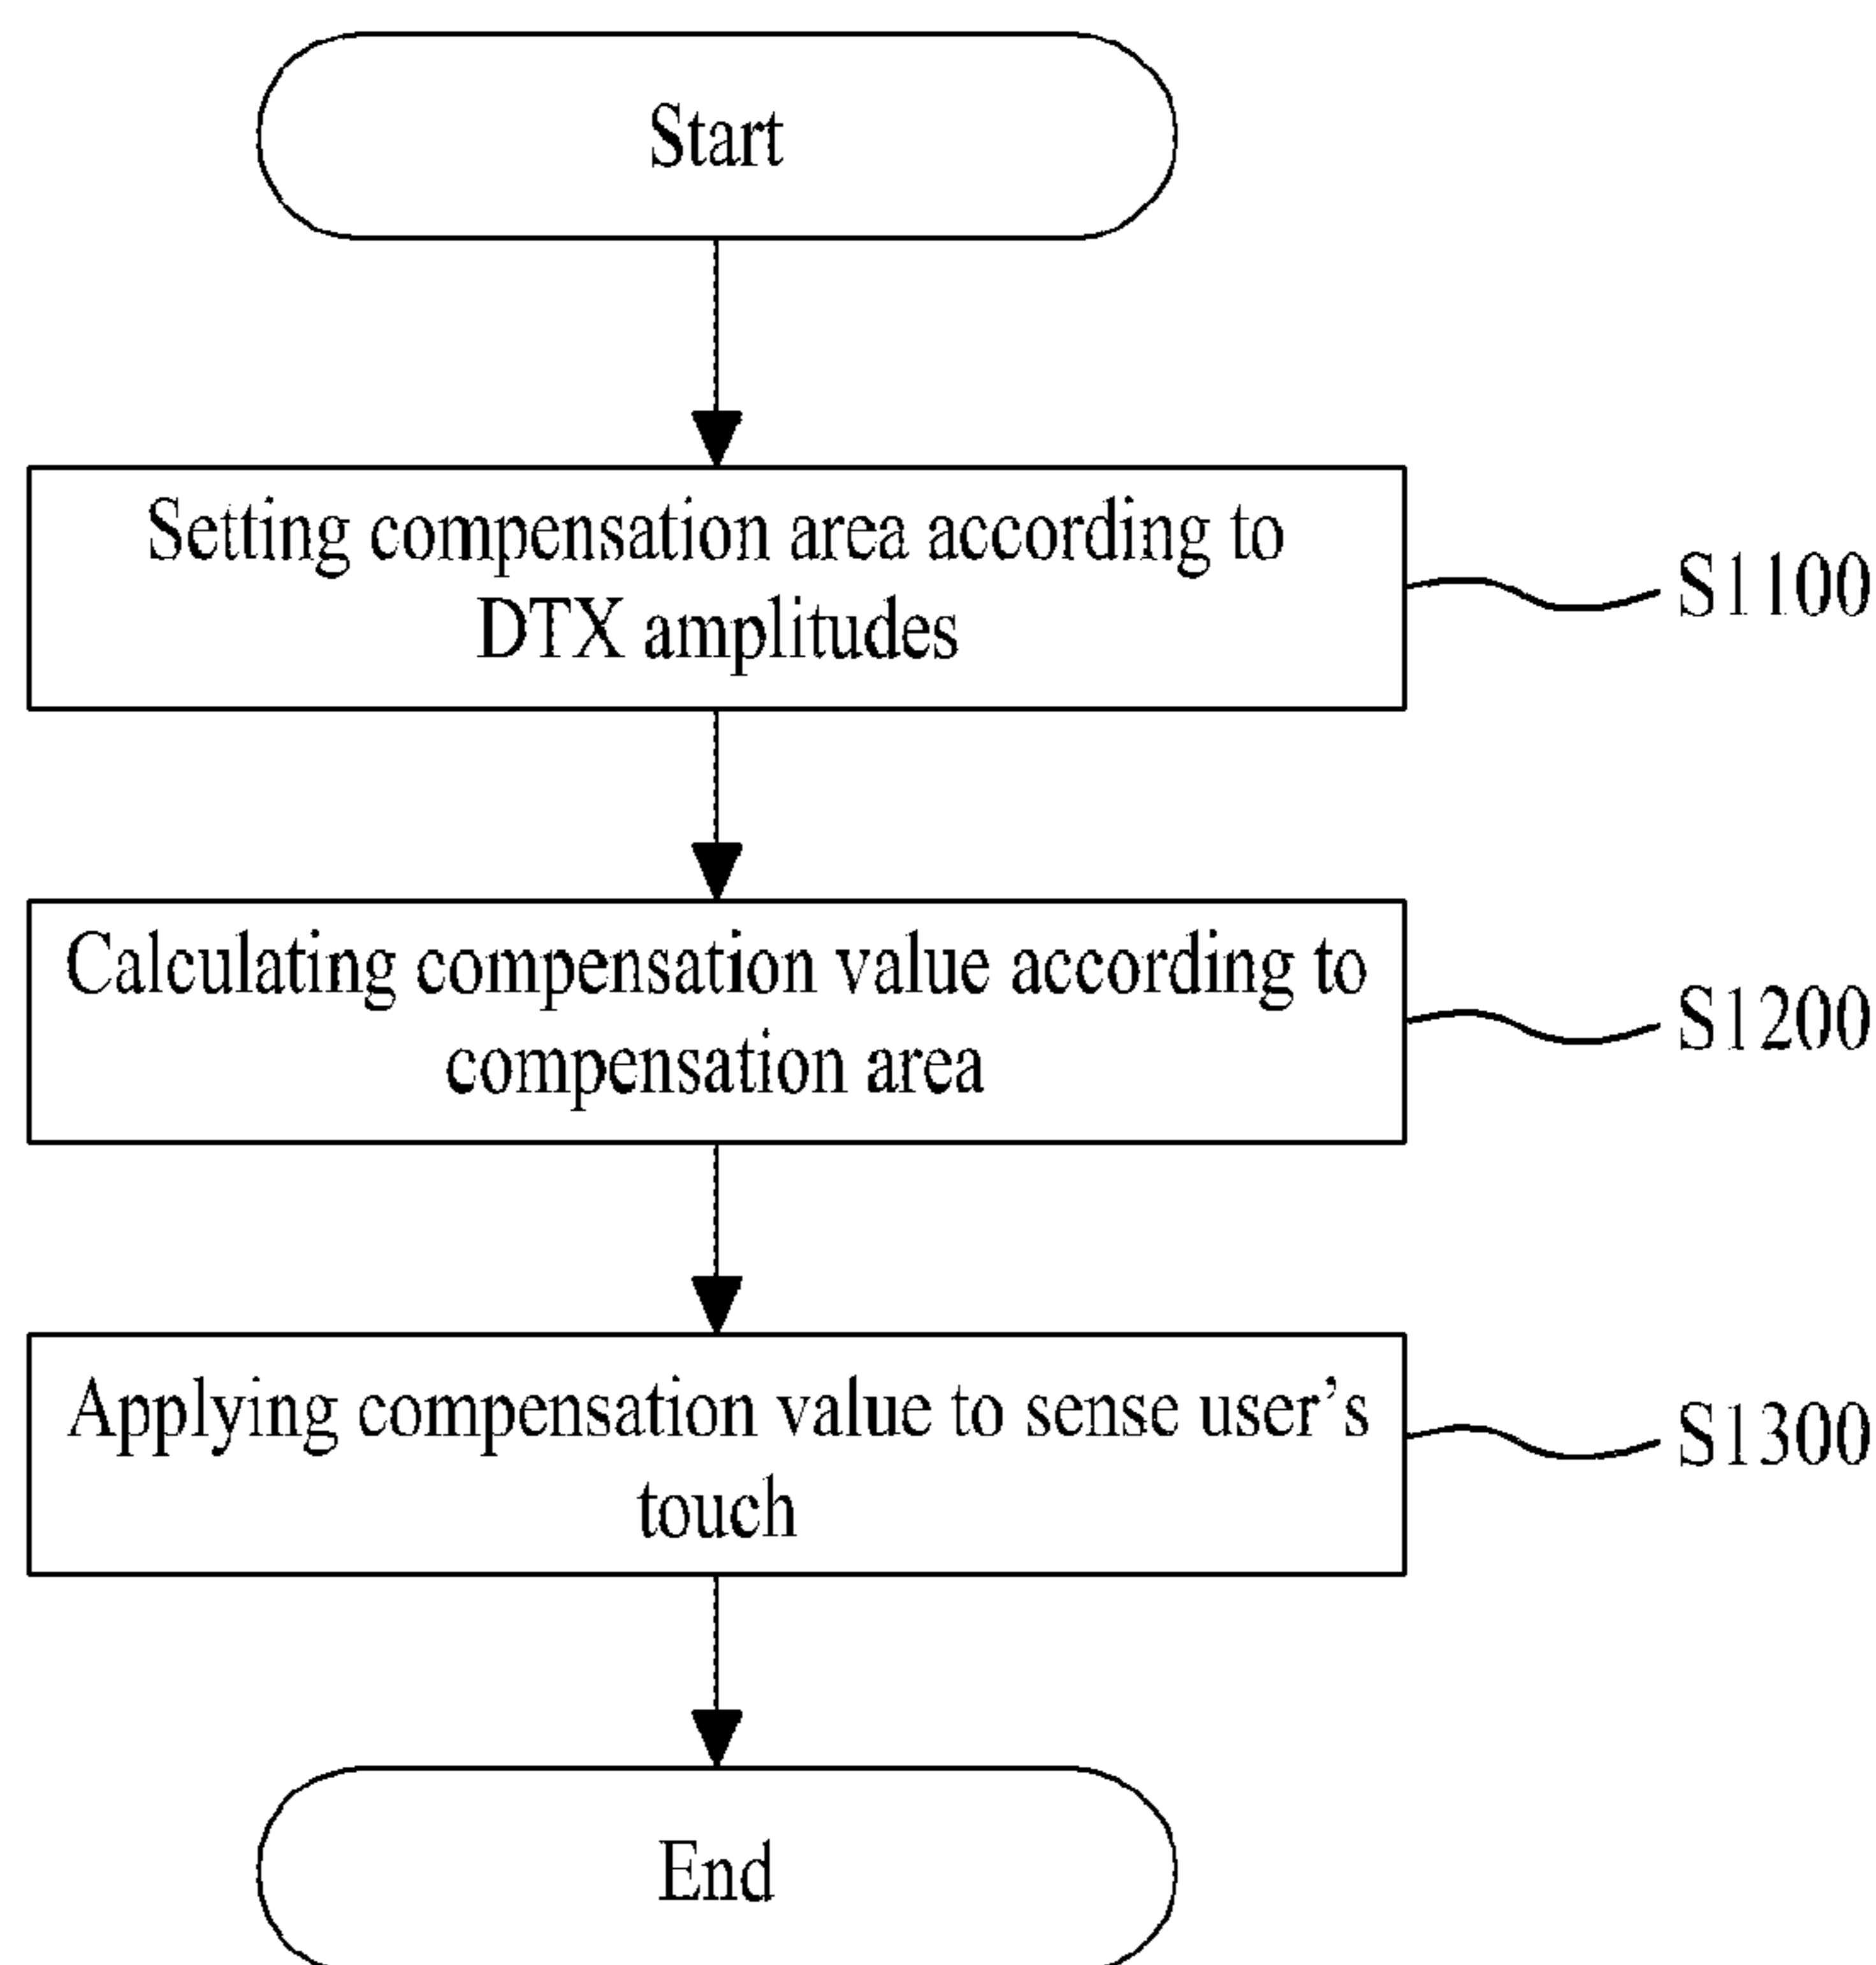 Start
Setting compensation area according to
DTX amplitudes
S1100
Calculating compensation value according to
compensation area
S1200
Applying compensation value to sense user’s
touch
S1300
End